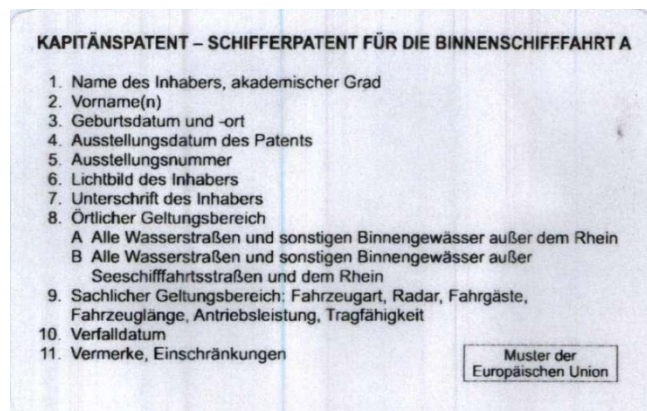 KAPITÄNSPATENT – SCHIFFERPATENT FÜR DIE BINNENSCHIFFFAHRT A
1. Name des Inhabers, akademischer Grad
2. Vorname(n)
3. Geburtsdatum und -ort
4. Ausstellungsdatum des Patents
5. Ausstellungsnummer
6. Lichtbild des Inhabers
7. Unterschrift des Inhabers
8. Örtlicher Geltungsbereich
A Alle Wasserstraßen und sonstigen Binnengewässer außer dem Rhein
B Alle Wasserstraßen und sonstigen Binnengewässer außer
Seeschifffahrtsstraßen und dem Rhein
9. Sachlicher Geltungsbereich: Fahrzeugart, Radar, Fahrgäste,
Fahrzeuglänge, Antriebsleistung, Tragfähigkeit
10. Verfalldatum
11. Vermerke, Einschränkungen
Muster der
Europäischen Union